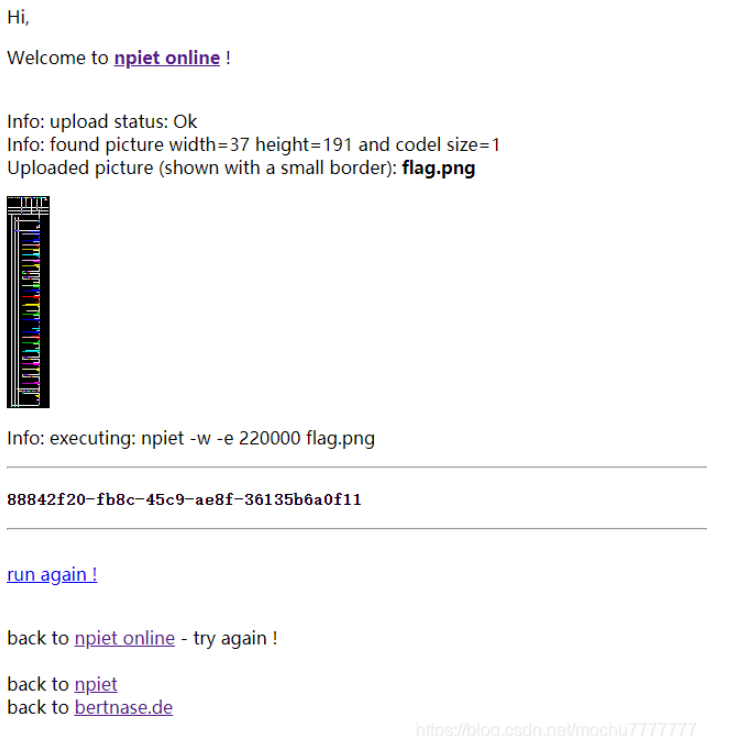 Hi,
Welcome to npiet online !
Info: upload status: Ok
Info: found picture width=37 height=191 and codel size=1
Uploaded picture (shown with a small border): flag.png
Info: executing: npiet -w -e 220000 flag.png
88842f20-fb8c-45c9-ae8f-36135b6a0f11
run again !
back to npiet online - try again !
back to npiet
back to bertnase.de
https://blog.csdn.net/mochu7777777